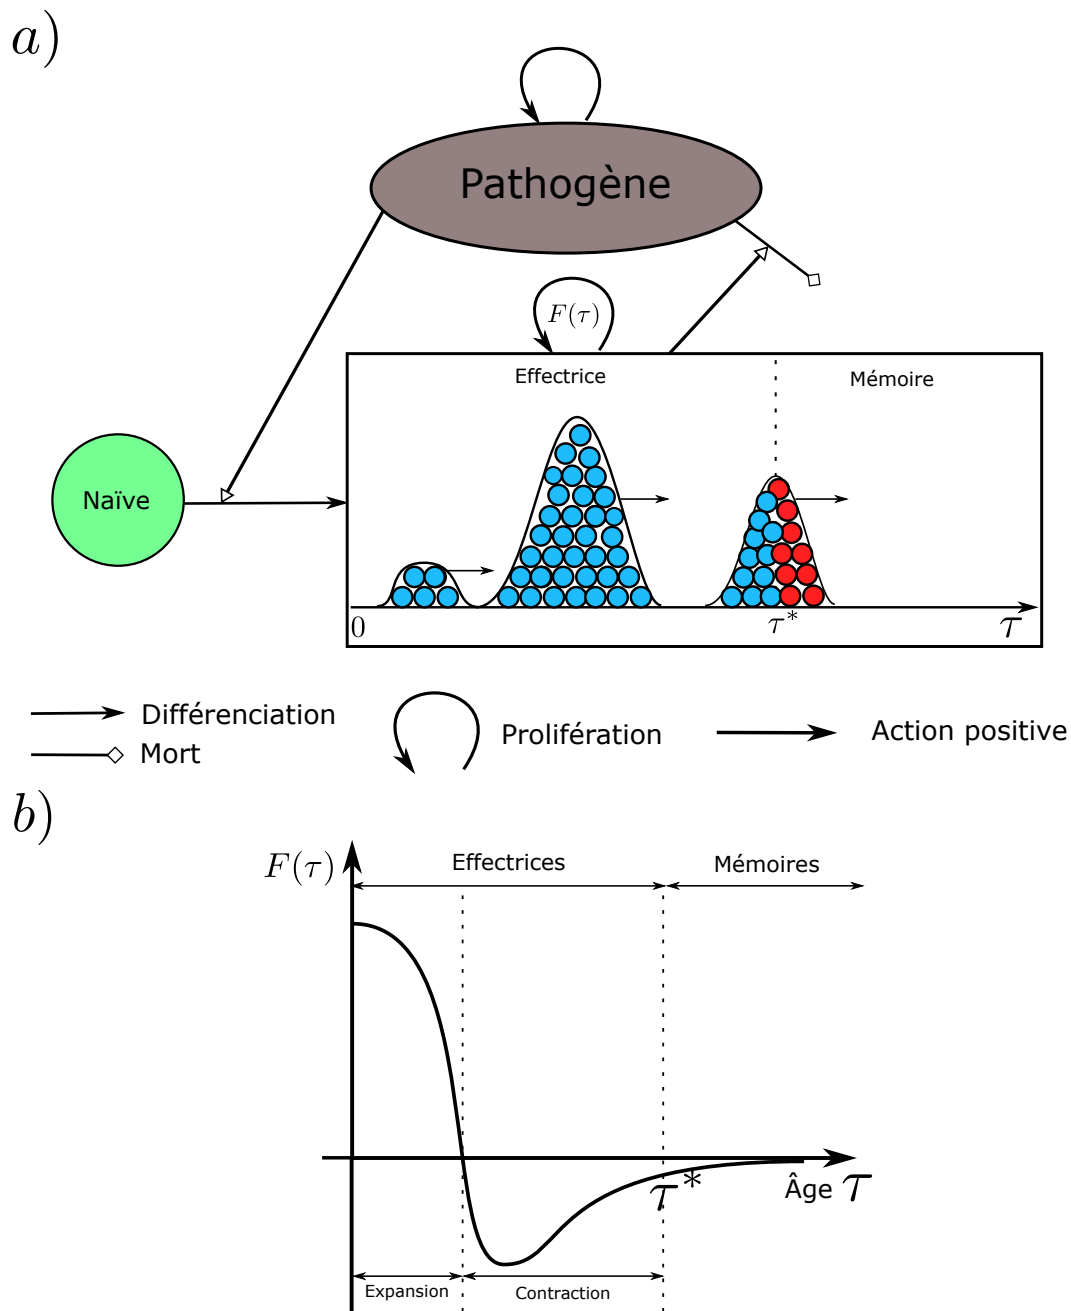 a)
Pathogène
F(τ)
Effectrice
Mémoire
Naïve
0
τ*
τ
Différenciation
Mort
Prolifération
Action positive
b)
F(τ)
Effectrices
Mémoires
τ*
Âge τ
Expansion
Contraction